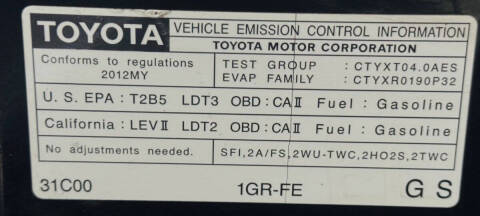 TOYOTA VEHICLE EMISSION CONTROL INFORMATION
TOYOTA MOTOR CORPORATION
Conforms to regulations
2012MY
TEST GROUP : CTYXT04.0AES
EVAP FAMILY : CTYXR0190P32
U. S. EPA : T2B5 LDT3 OBD : CAⅡ Fuel : Gasoline
California : LEVⅡ LDT2 OBD : CAⅡ Fuel : Gasoline
No adjustments needed. SFI,2A/FS,2WU-TWC,2HO2S,2TWC
31C00 1GR-FE G S